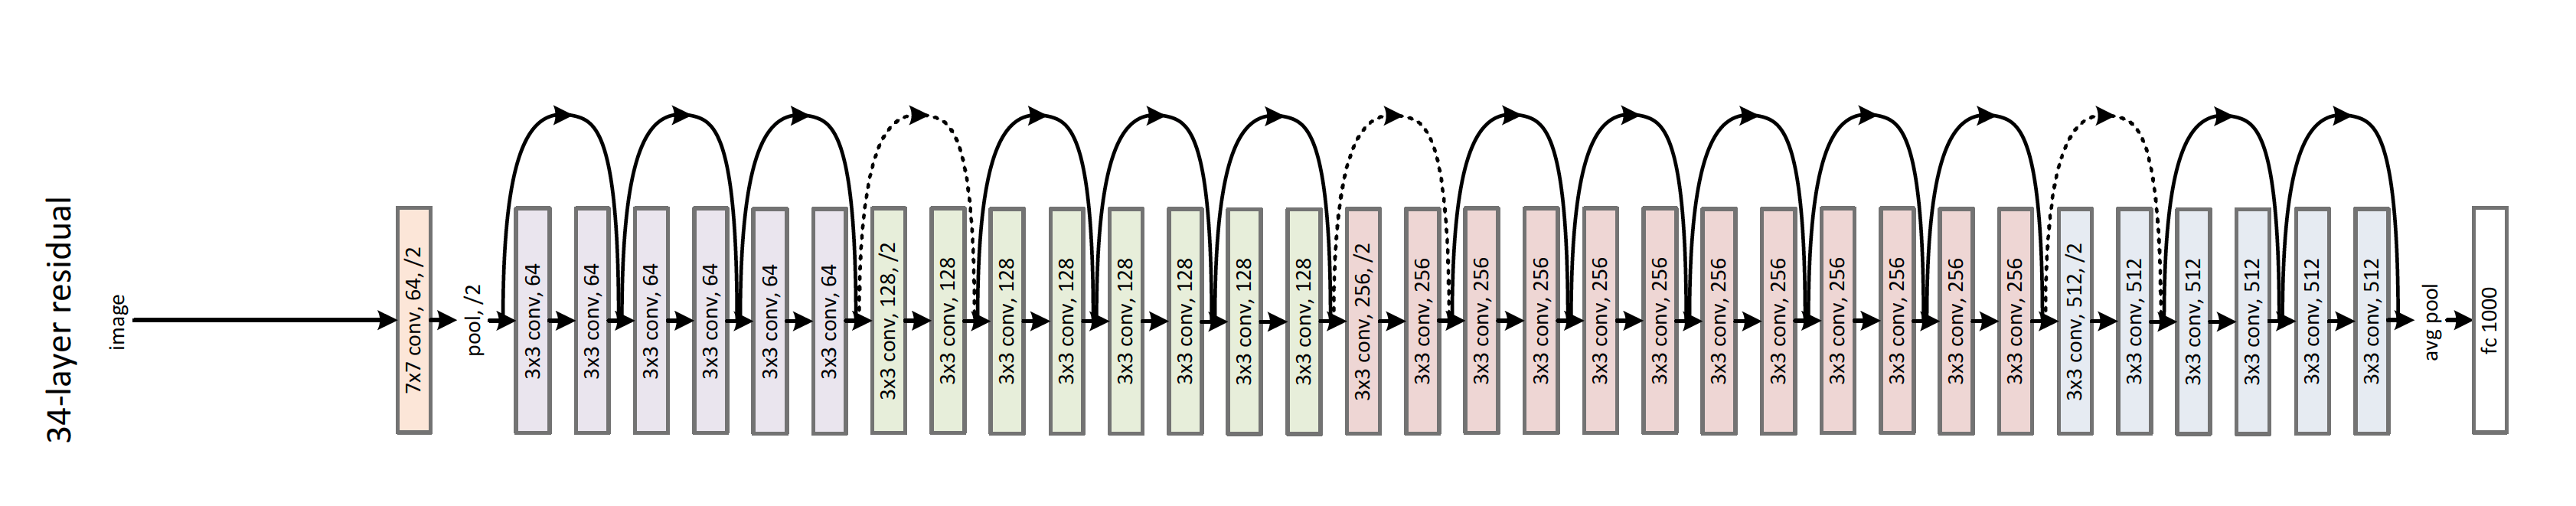 34-layer residual
image
7x7 conv, 64, /2
pool, /2
3x3 conv, 64
3x3 conv, 64
3x3 conv, 64
3x3 conv, 64
3x3 conv, 64
3x3 conv, 64
3x3 conv, 128, /2
3x3 conv, 128
3x3 conv, 128
3x3 conv, 128
3x3 conv, 128
3x3 conv, 128
3x3 conv, 128
3x3 conv, 128
3x3 conv, 256, /2
3x3 conv, 256
3x3 conv, 256
3x3 conv, 256
3x3 conv, 256
3x3 conv, 256
3x3 conv, 256
3x3 conv, 256
3x3 conv, 256
3x3 conv, 256
3x3 conv, 256
3x3 conv, 256
3x3 conv, 512, /2
3x3 conv, 512
3x3 conv, 512
3x3 conv, 512
3x3 conv, 512
3x3 conv, 512
avg pool
fc 1000